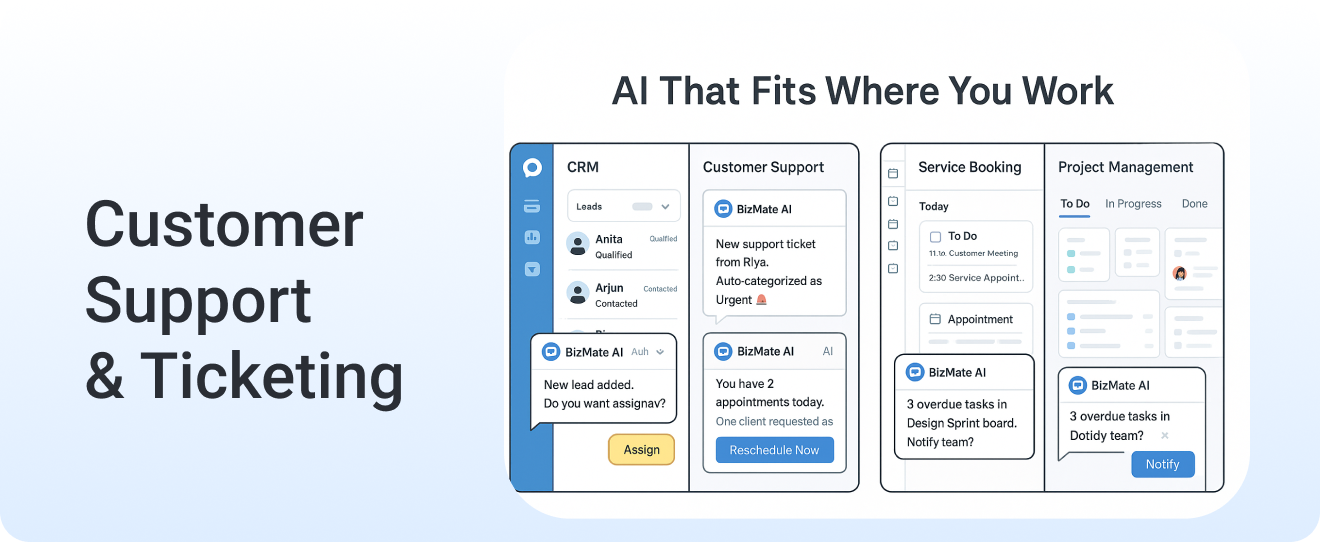 Customer
Support
& Ticketing
AI That Fits Where You Work
CRM
Leads
Anita
Qualified
Qualified
Arjun
Contacted
Contacted
BizMate AI Auh
New lead added.
Do you want assignav?
Assign
Customer Support
BizMate AI
New support ticket
from Riya.
Auto-categorized as
Urgent 🚨
BizMate AI AI
You have 2
appointments today.
One client requested as
Reschedule Now
Service Booking
Today
To Do
Customer Meeting
2:30 Service Appoint..
Appointment
BizMate AI
3 overdue tasks in
Design Sprint board.
Notify team?
Project Management
To Do In Progress Done
BizMate AI
3 overdue tasks in
Dotidy team? ×
Notify